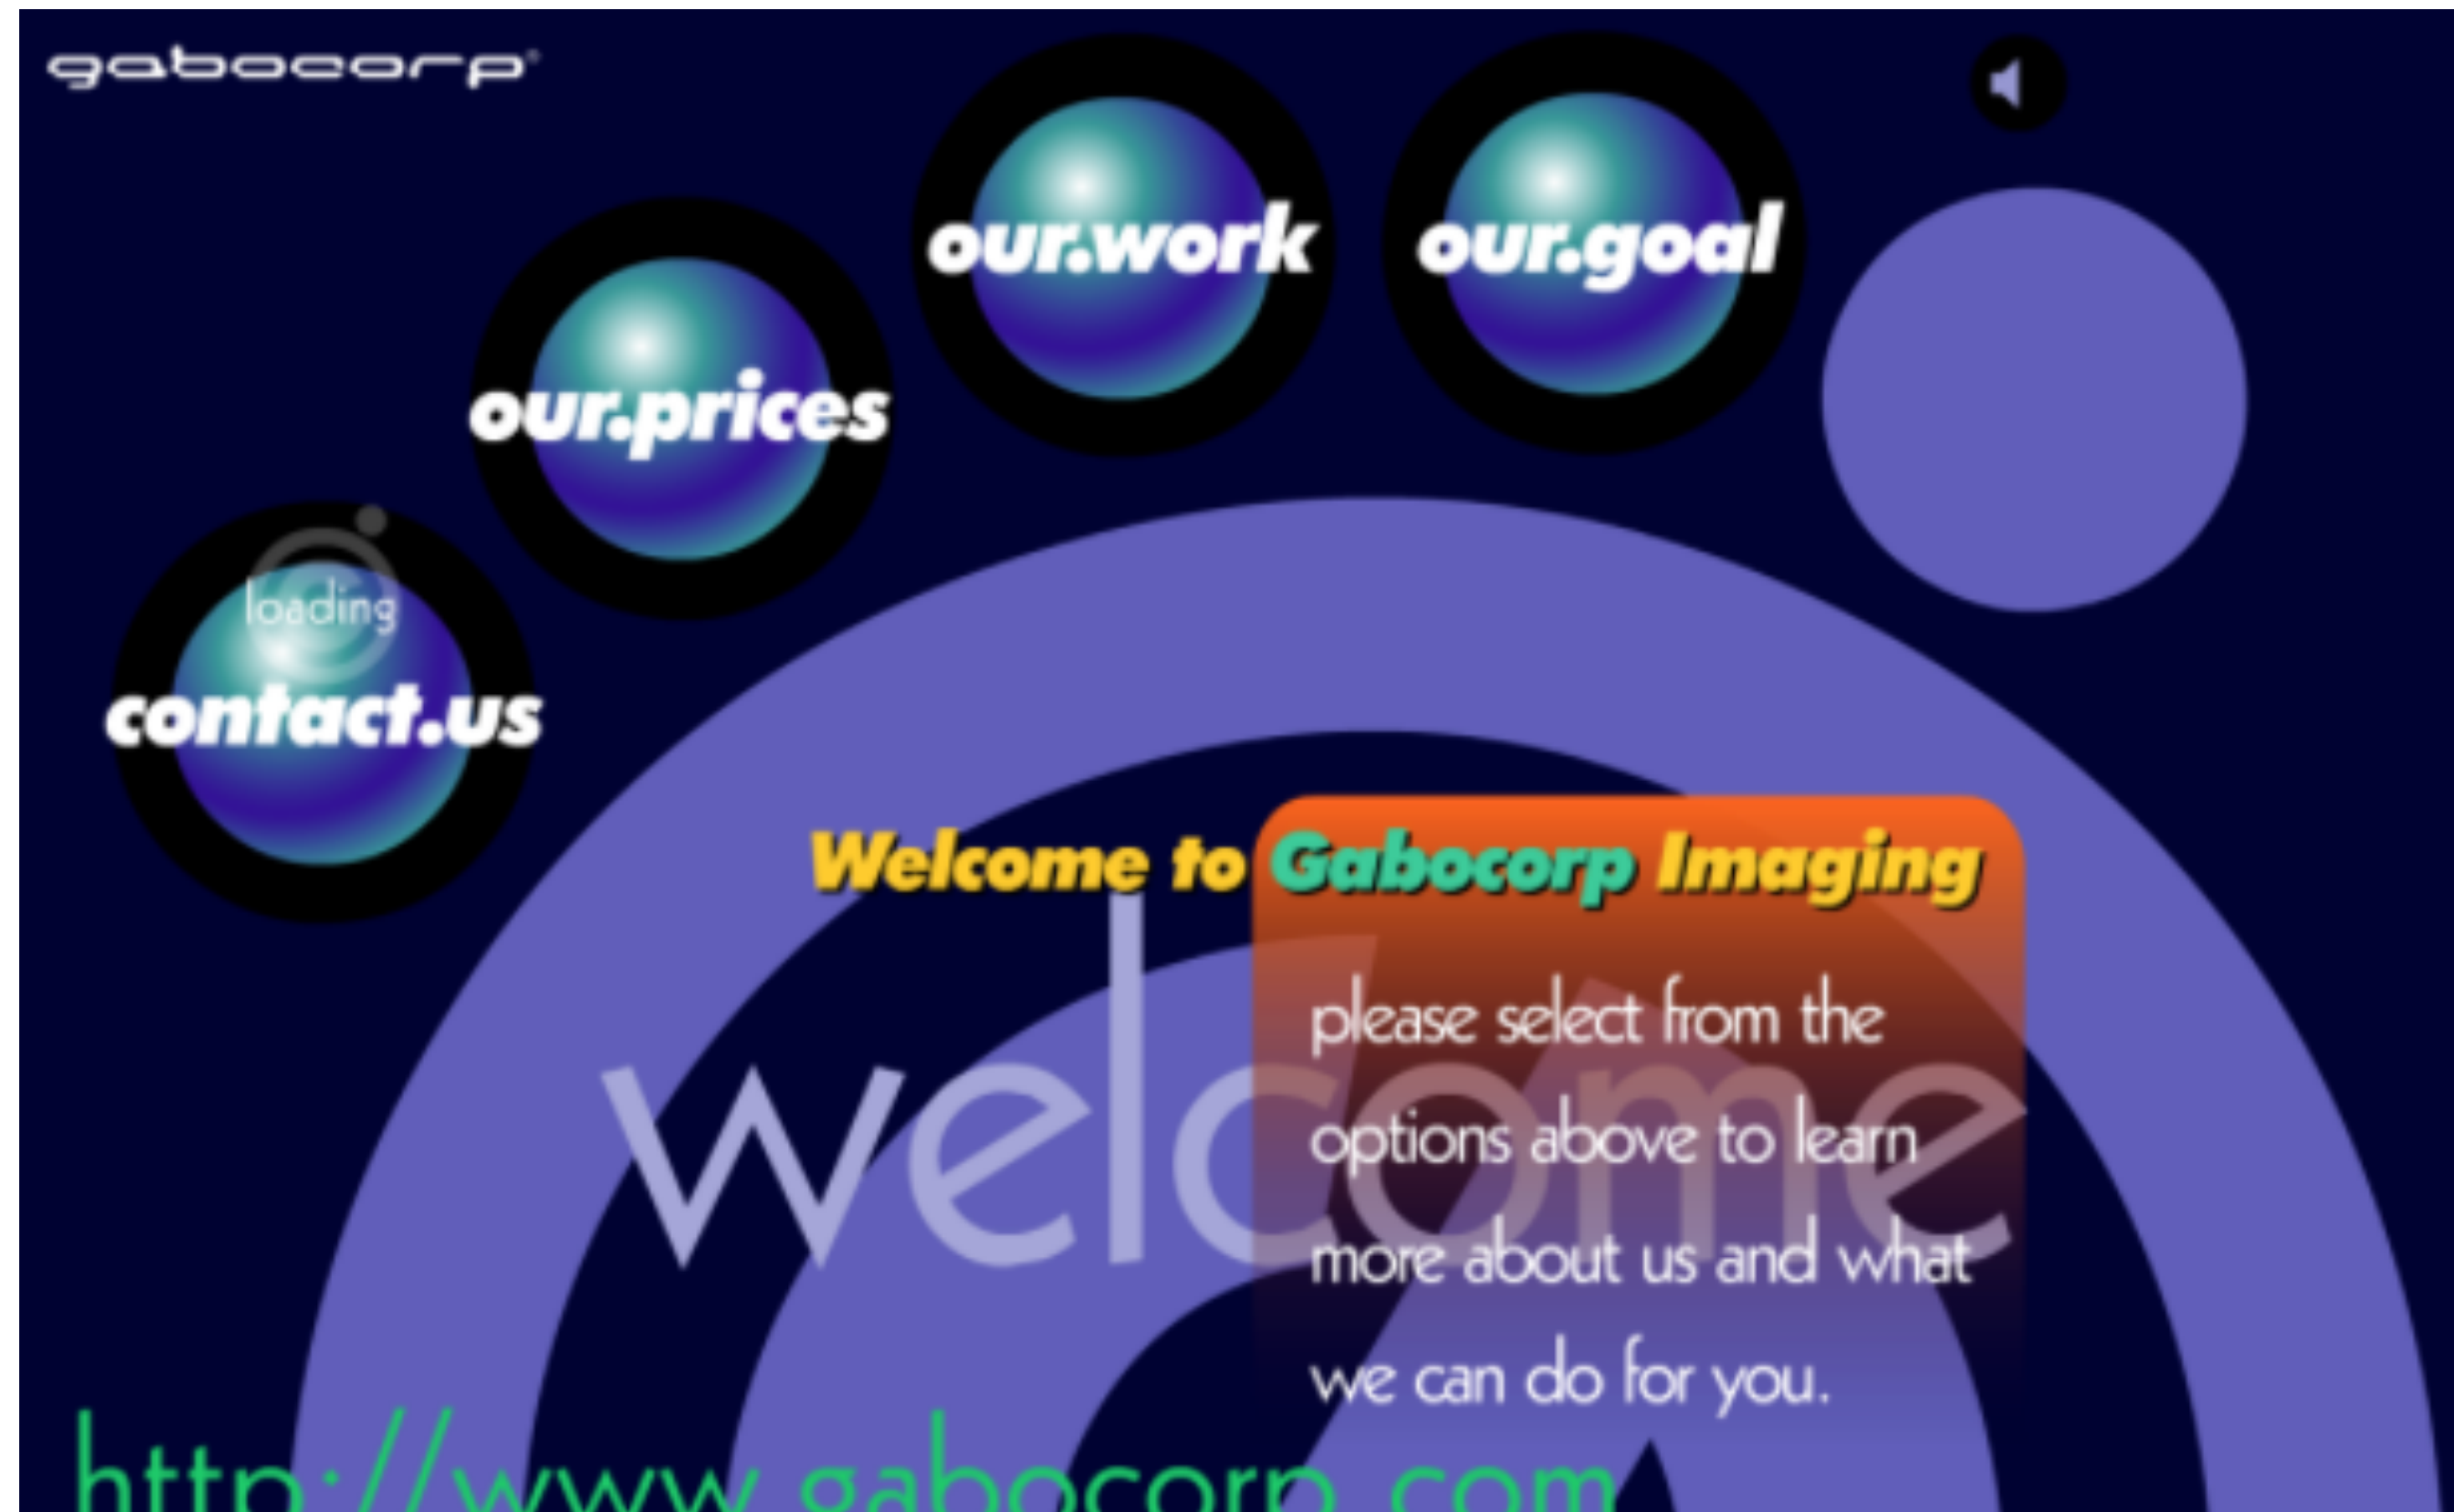 gabocorp®
our.work
our.goal
our.prices
loading
contact.us
Welcome to Gabocorp Imaging
welcome
please select from the
options above to learn
more about us and what
we can do for you.
http://www.gabocorp.com